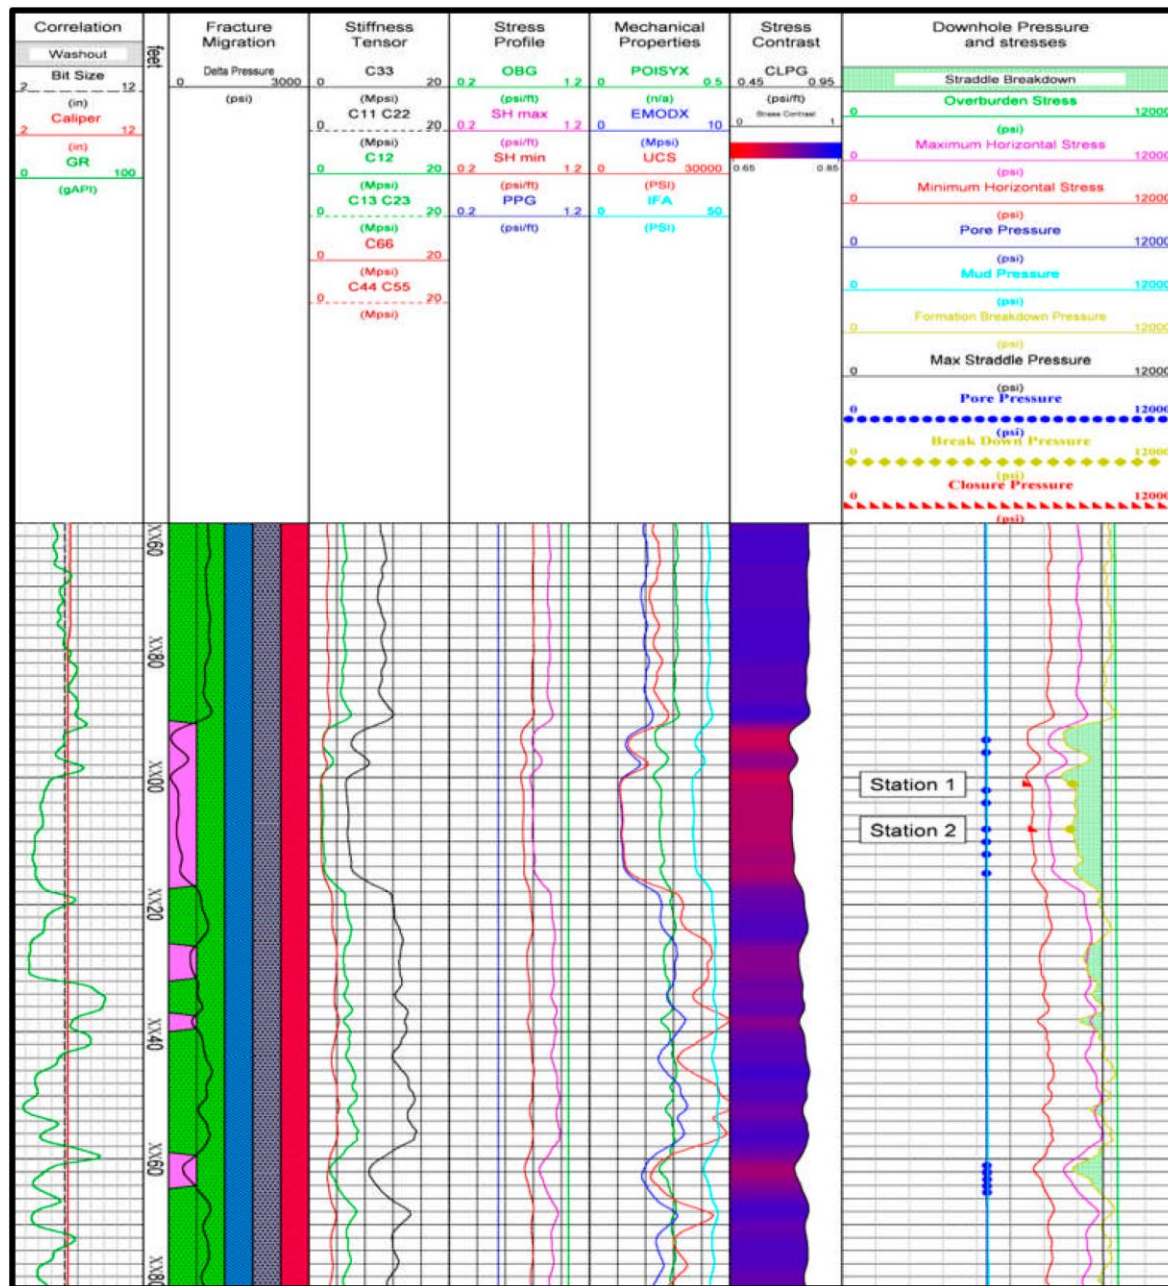 Correlation
Washout
Bit Size
2 12
(in)
Caliper
2 12
(in)
GR
0 100
(gAPI)
feet
Fracture
Migration
Delta Pressure
0 3000
(psi)
Stiffness
Tensor
C33
0 20
(Mpsi)
C11 C22
0 20
(Mpsi)
C12
0 20
(Mpsi)
C13 C23
0 20
(Mpsi)
C66
0 20
(Mpsi)
C44 C55
0 20
(Mpsi)
Stress
Profile
OBG
0.2 1.2
(psi/ft)
SH max
0.2 1.2
(psi/ft)
SH min
0.2 1.2
(psi/ft)
PPG
0.2 1.2
(psi/ft)
Mechanical
Properties
POISYX
0 0.5
(n/a)
EMODX
0 10
(Mpsi)
UCS
0 30000
(PSI)
IFA
0 50
(PSI)
Stress
Contrast
CLPG
0.45 0.95
(psi/ft)
Stress Contrast
0 1
0.65 0.85
Downhole Pressure
and stresses
Straddle Breakdown
Overburden Stress
0 12000
(psi)
Maximum Horizontal Stress
0 12000
(psi)
Minimum Horizontal Stress
0 12000
(psi)
Pore Pressure
0 12000
(psi)
Mud Pressure
0 12000
(psi)
Formation Breakdown Pressure
0 12000
(psi)
Max Straddle Pressure
0 12000
(psi)
Pore Pressure
0 12000
(psi)
Break Down Pressure
0 12000
(psi)
Closure Pressure
0 12000
(psi)
XX60
XX80
XX00
XX20
XX40
XX60
XX80
Station 1
Station 2